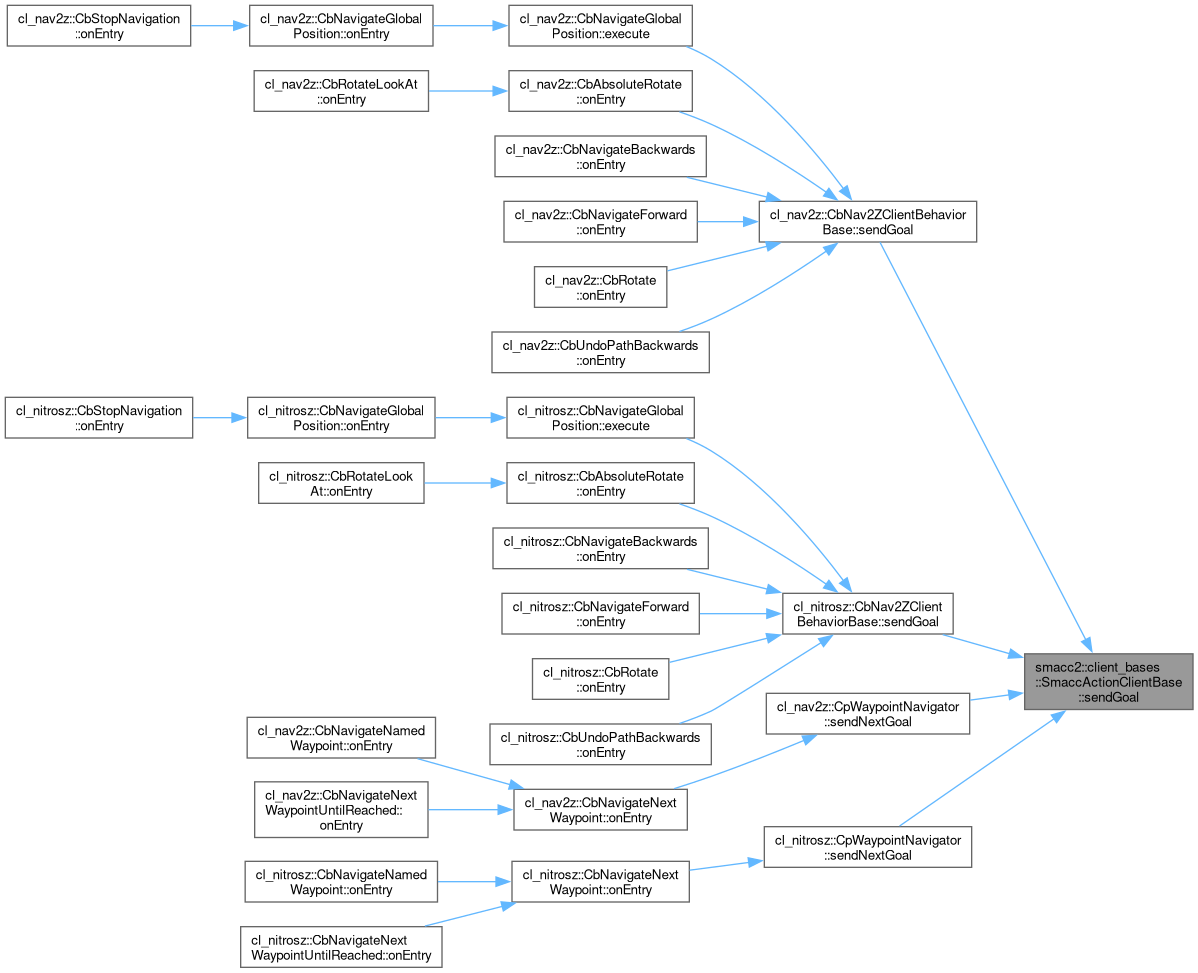 cl_nav2z::CbStopNavigation
::onEntry
cl_nav2z::CbNavigateGlobal
Position::onEntry
cl_nav2z::CbNavigateGlobal
Position::execute
cl_nav2z::CbRotateLookAt
::onEntry
cl_nav2z::CbAbsoluteRotate
::onEntry
cl_nav2z::CbNavigateBackwards
::onEntry
cl_nav2z::CbNavigateForward
::onEntry
cl_nav2z::CbNav2ZClientBehavior
Base::sendGoal
cl_nav2z::CbRotate
::onEntry
cl_nav2z::CbUndoPathBackwards
::onEntry
cl_nitrosz::CbStopNavigation
::onEntry
cl_nitrosz::CbNavigateGlobal
Position::onEntry
cl_nitrosz::CbNavigateGlobal
Position::execute
cl_nitrosz::CbRotateLook
At::onEntry
cl_nitrosz::CbAbsoluteRotate
::onEntry
cl_nitrosz::CbNavigateBackwards
::onEntry
cl_nitrosz::CbNavigateForward
::onEntry
cl_nitrosz::CbNav2ZClient
BehaviorBase::sendGoal
cl_nitrosz::CbRotate
::onEntry
smacc2::client_bases
::SmaccActionClientBase
::sendGoal
cl_nav2z::CpWaypointNavigator
::sendNextGoal
cl_nitrosz::CbUndoPathBackwards
::onEntry
cl_nav2z::CbNavigateNamed
Waypoint::onEntry
cl_nav2z::CbNavigateNext
WaypointUntilReached::
onEntry
cl_nav2z::CbNavigateNext
Waypoint::onEntry
cl_nitrosz::CpWaypointNavigator
::sendNextGoal
cl_nitrosz::CbNavigateNamed
Waypoint::onEntry
cl_nitrosz::CbNavigateNext
Waypoint::onEntry
cl_nitrosz::CbNavigateNext
WaypointUntilReached::onEntry